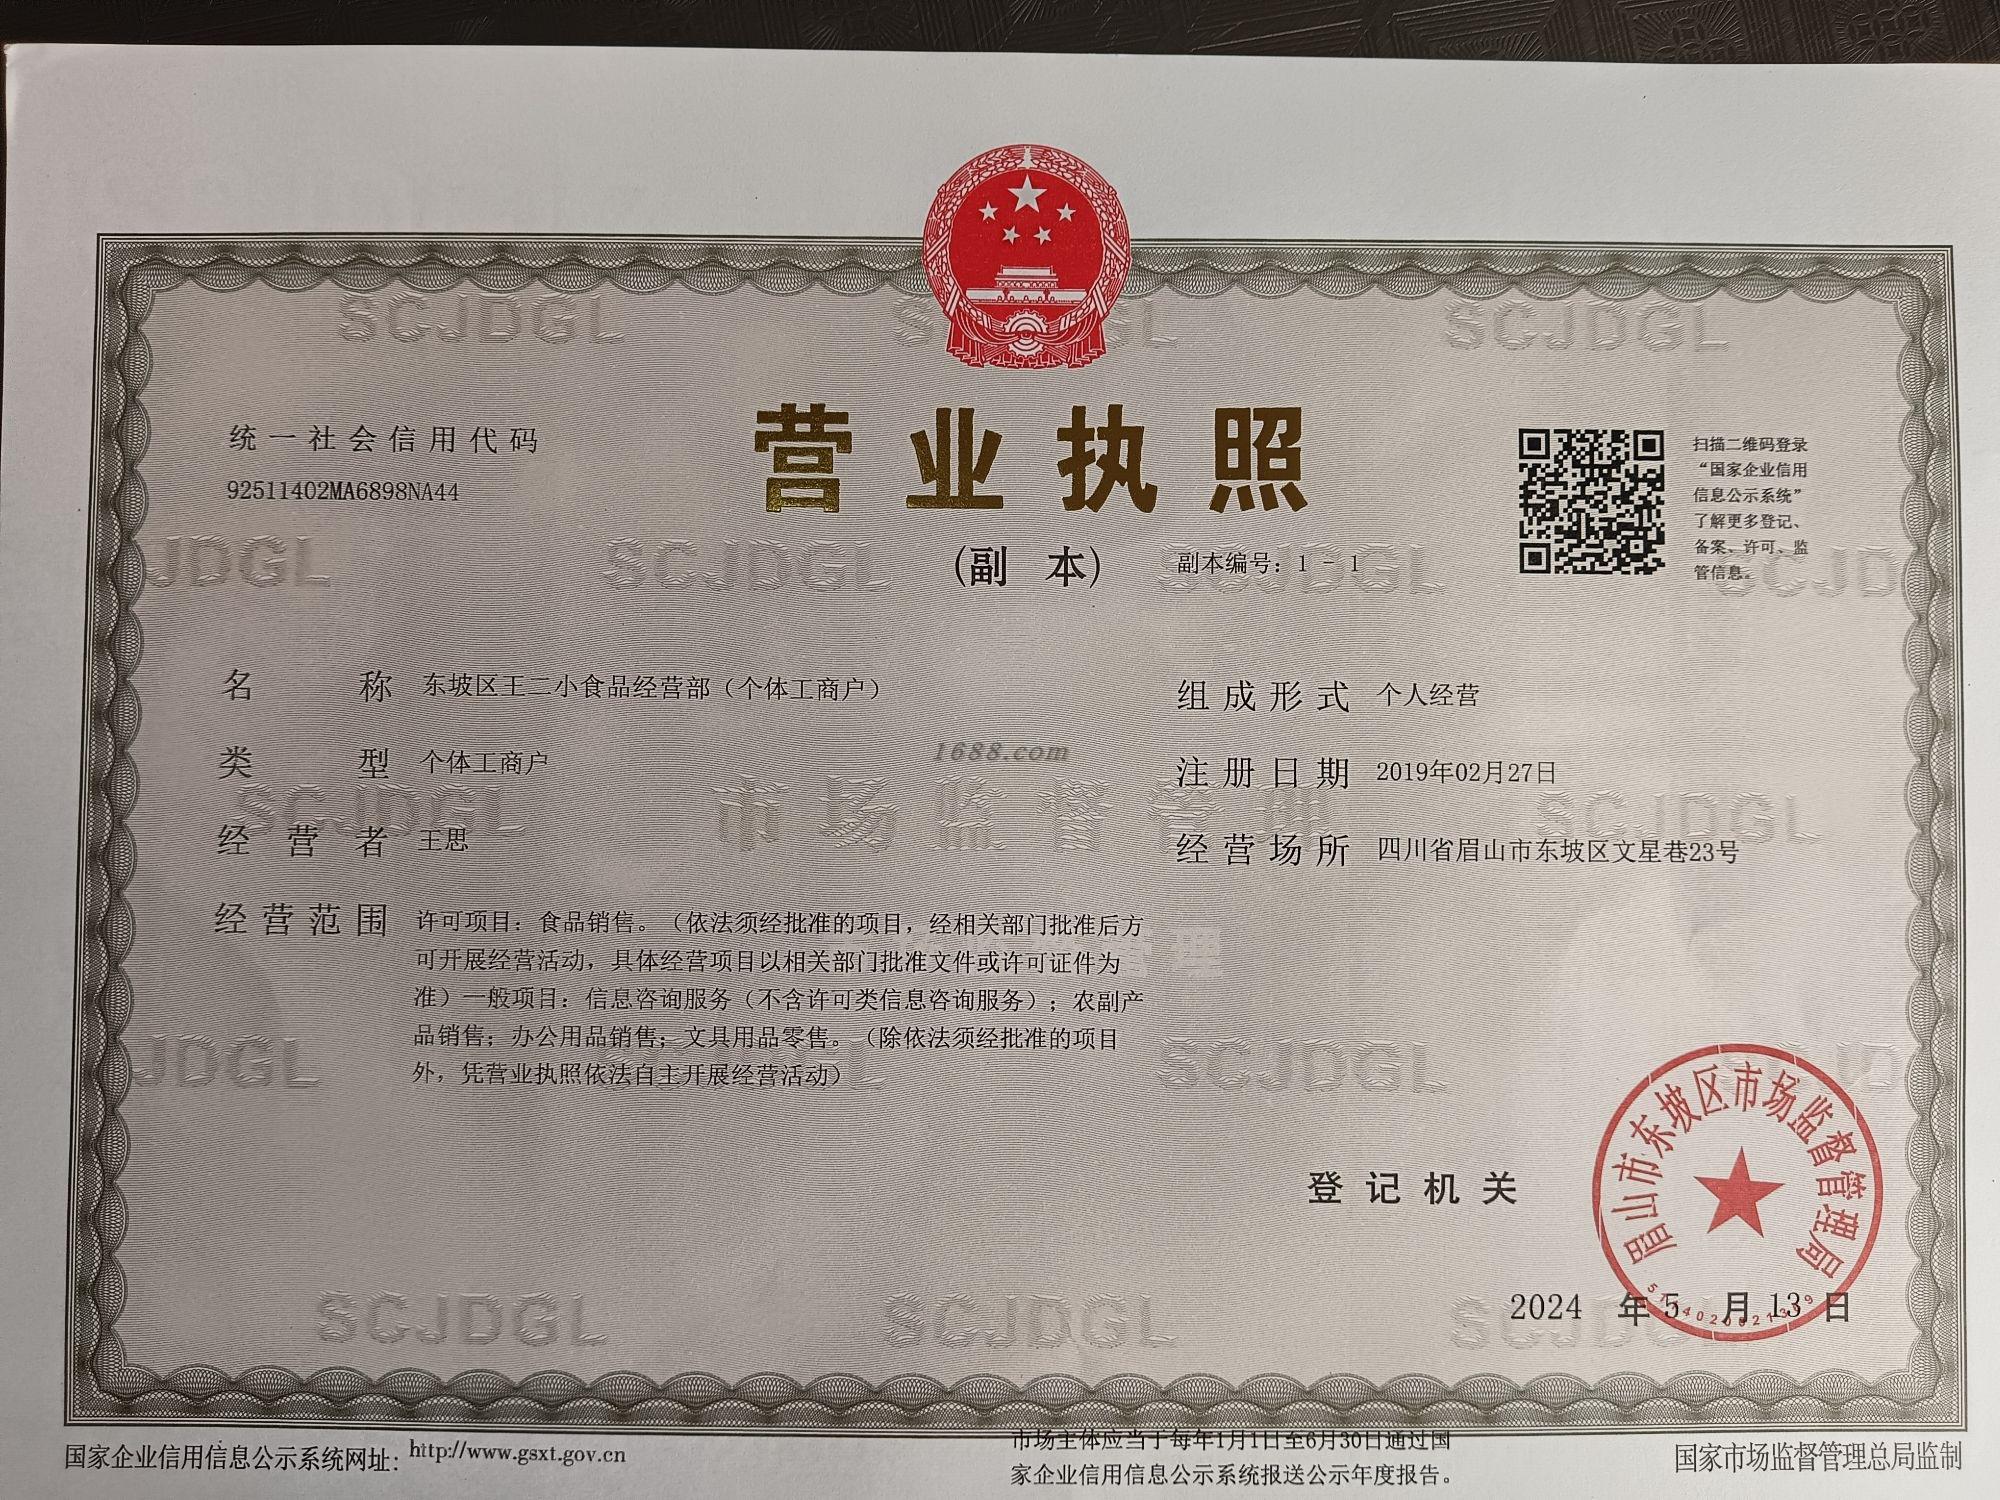 营业执照
(副 本) 副本编号：1 - 1
统一社会信用代码
92511402MA6898NA44
扫描二维码登录
“国家企业信用
信息公示系统”
了解更多登记、
备案、许可、监
管信息。
名 称 东坡区王二小食品经营部（个体工商户）
类 型 个体工商户
经 营 者 王思
经营范围 许可项目：食品销售。（依法须经批准的项目，经相关部门批准后方
可开展经营活动，具体经营项目以相关部门批准文件或许可证件为
准）一般项目：信息咨询服务（不含许可类信息咨询服务）；农副产
品销售；办公用品销售；文具用品零售。（除依法须经批准的项目
外，凭营业执照依法自主开展经营活动）
组成形式 个人经营
注册日期 2019年02月27日
经营场所 四川省眉山市东坡区文星巷23号
1688.com
登记机关
眉山市东坡区市场监督管理局
2024 年 5 月 13 日
国家企业信用信息公示系统网址：http://www.gsxt.gov.cn
市场主体应当于每年1月1日至6月30日通过国
家企业信用信息公示系统报送公示年度报告。
国家市场监督管理总局监制